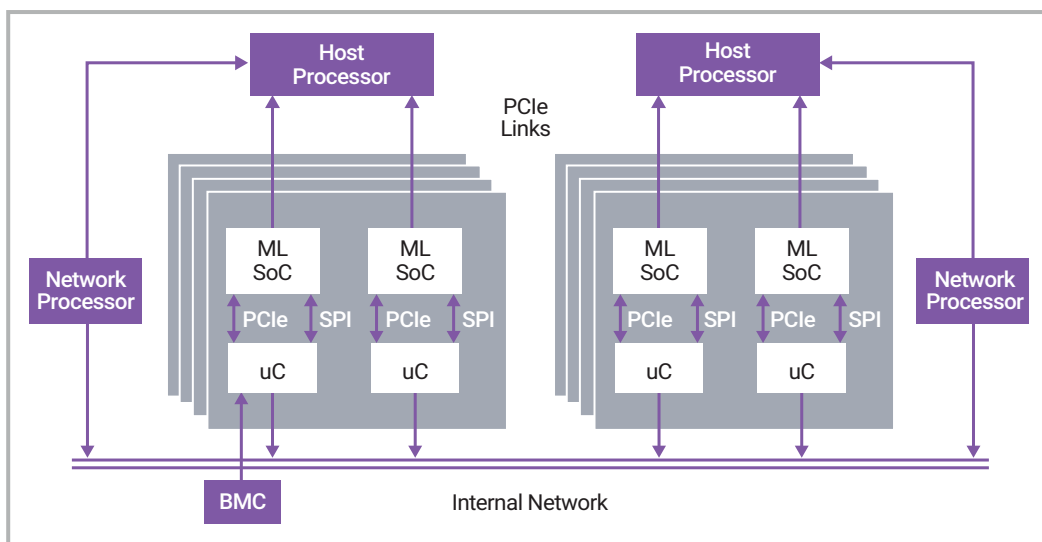 Host
Processor
Host
Processor
PCIe
Links
ML
SoC
ML
SoC
ML
SoC
ML
SoC
Network
Processor
Network
Processor
PCIe
SPI
PCIe
SPI
PCIe
SPI
PCIe
SPI
uC
uC
uC
uC
BMC
Internal Network